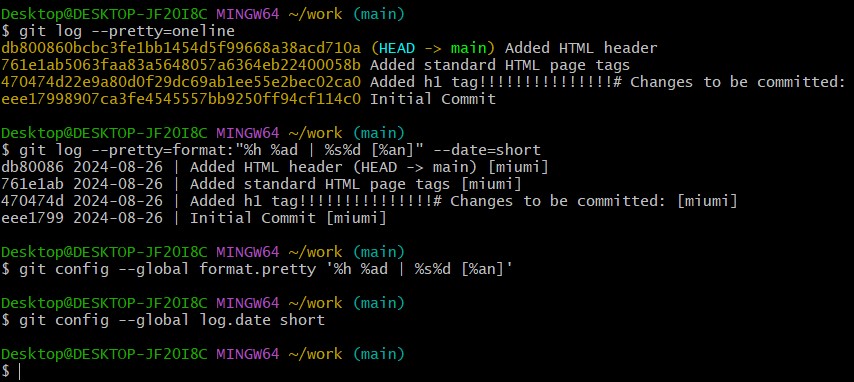 Desktop@DESKTOP-JF2OI8C MINGW64 ~/work (main)
$ git log --pretty=oneline
db800860bcbc3fe1bb1454d5f99668a38acd710a (HEAD -> main) Added HTML header
761e1ab5063faa83a5648057a6364eb22400058b Added standard HTML page tags
470474d22e9a80d0f29dc69ab1ee55e2bec02ca0 Added h1 tag!!!!!!!!!!!!!!!# Changes to be committed:
eee17998907ca3fe4545557bb9250ff94cf114c0 Initial Commit
Desktop@DESKTOP-JF2OI8C MINGW64 ~/work (main)
$ git log --pretty=format:"%h %ad | %s%d [%an]" --date=short
db80086 2024-08-26 | Added HTML header (HEAD -> main) [miumi]
761e1ab 2024-08-26 | Added standard HTML page tags [miumi]
470474d 2024-08-26 | Added h1 tag!!!!!!!!!!!!!!!# Changes to be committed: [miumi]
eee1799 2024-08-26 | Initial Commit [miumi]
Desktop@DESKTOP-JF2OI8C MINGW64 ~/work (main)
$ git config --global format.pretty '%h %ad | %s%d [%an]'
Desktop@DESKTOP-JF2OI8C MINGW64 ~/work (main)
$ git config --global log.date short
Desktop@DESKTOP-JF2OI8C MINGW64 ~/work (main)
$